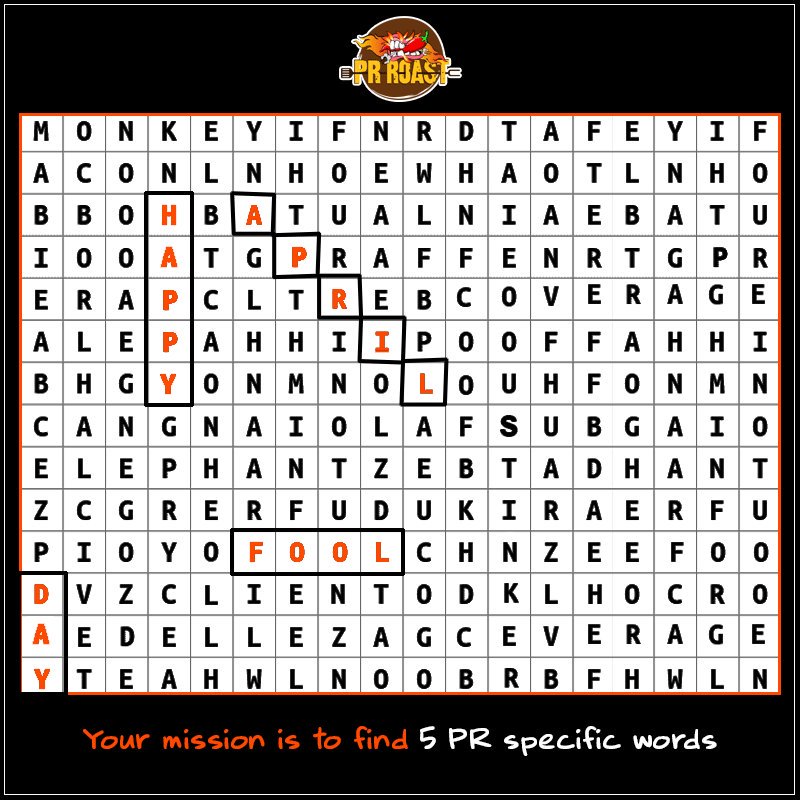 PR ROAST
M O N K E Y I F N R D T A F E Y I F
A C O N L N H O E W H A O T L N H O
B B O H B A T U A L N I A E B A T U
I O O A T G P R A F F E N R T G P R
E R A P C L T R E B C O V E R A G E
A L E P A H H I I P O O F F A H H I
B H G Y O N M N O L O U H F O N M N
C A N G N A I O L A F S U B G A I O
E L E P H A N T Z E B T A D H A N T
Z C G R E R F U D U K I R A E R F U
P I O Y O F O O L C H N Z E E F O O
D V Z C L I E N T O D K L H O C R O
A E D E L L E Z A G C E V E R A G E
Y T E A H W L N O O B R B F H W L N
Your mission is to find 5 PR specific words